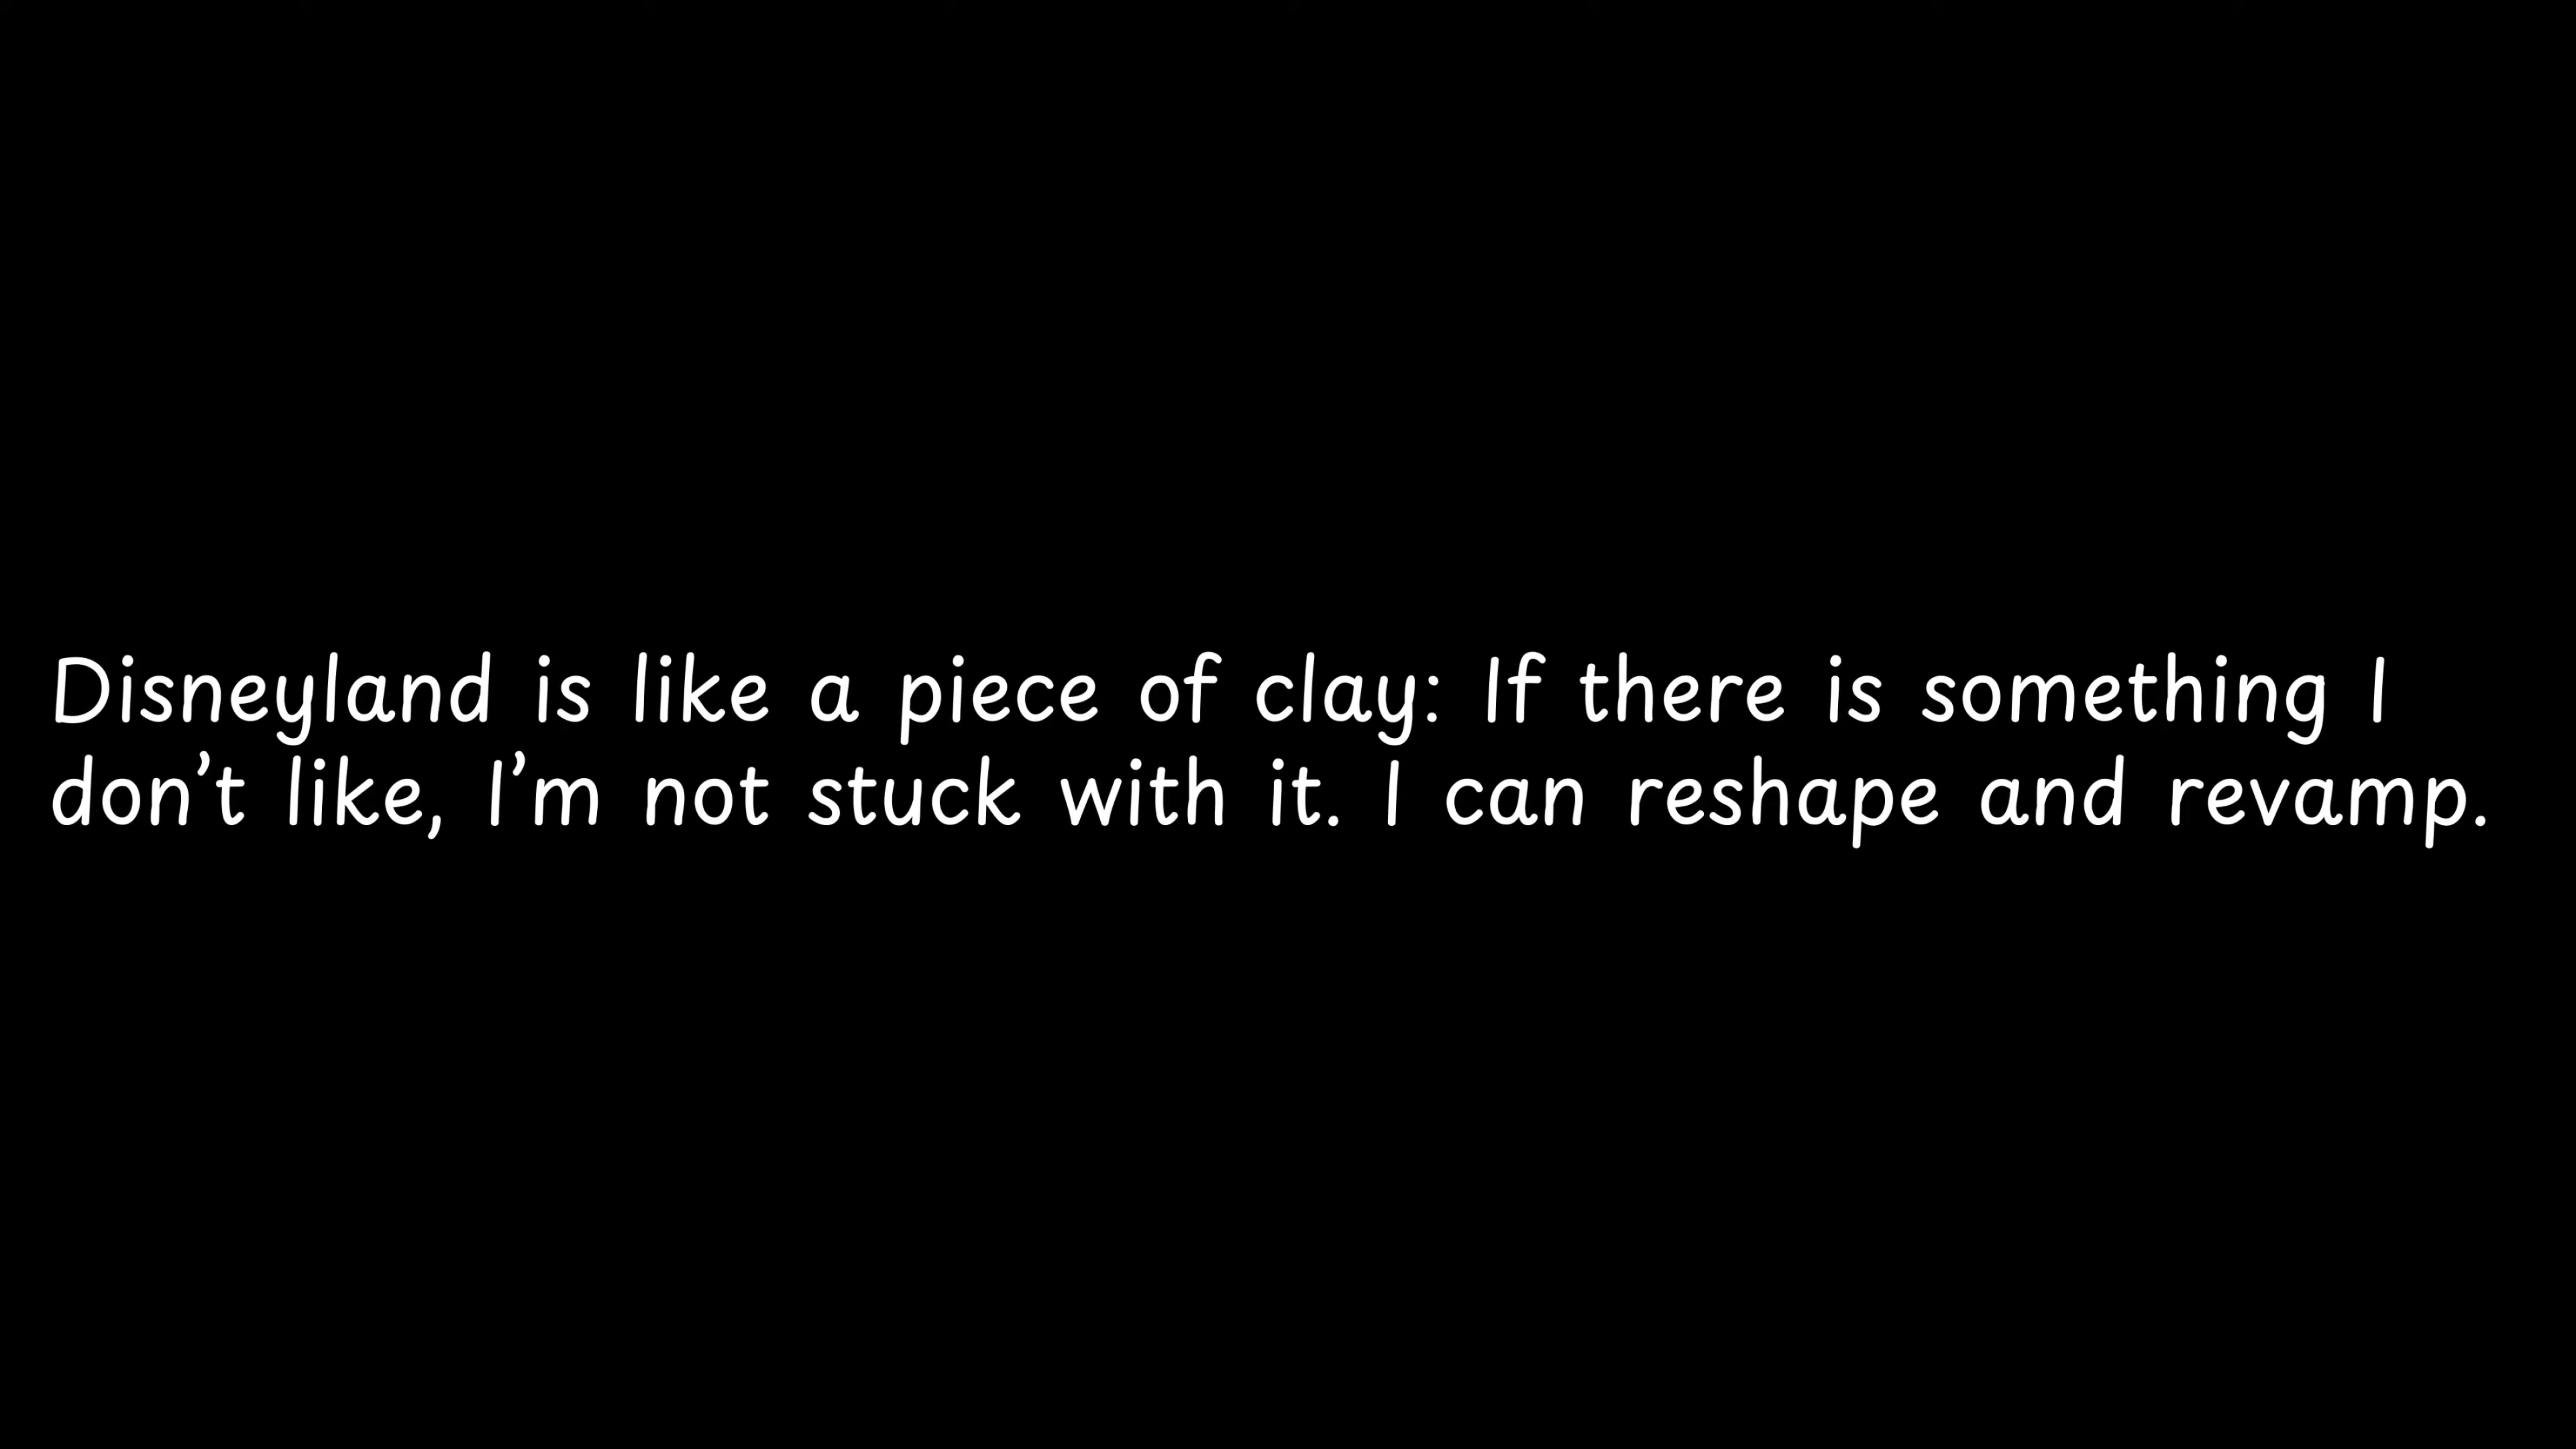 Disneyland is like a piece of clay: If there is something I
don’t like, I’m not stuck with it. I can reshape and revamp.